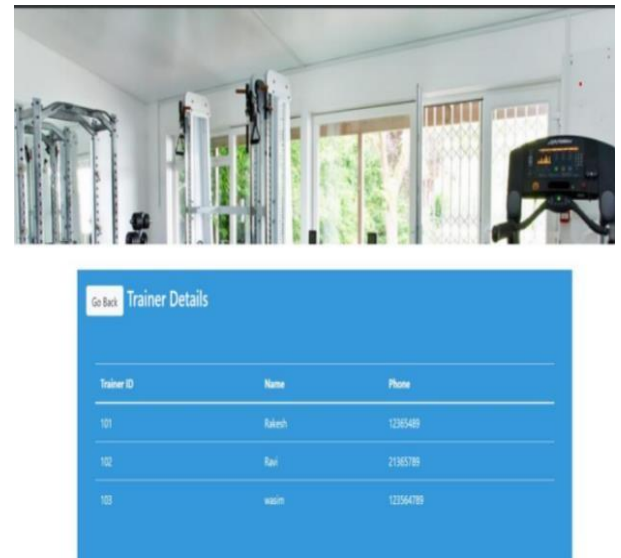 Go Back Trainer Details
Trainer ID Name Phone
101 Rakesh 12365489
102 Ravi 21365789
103 wasim 123564789